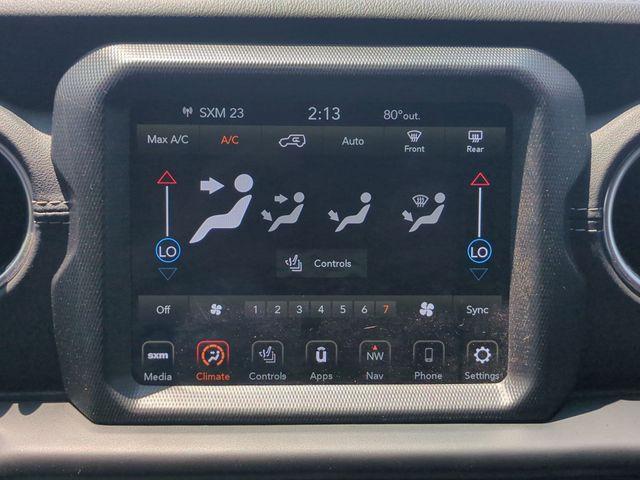 SXM 23 2:13 80°out.
Max A/C A/C Auto Front Rear
LO LO
Controls
Off 1 2 3 4 5 6 7 Sync
sxm ū NW
Media Climate Controls Apps Nav Phone Settings